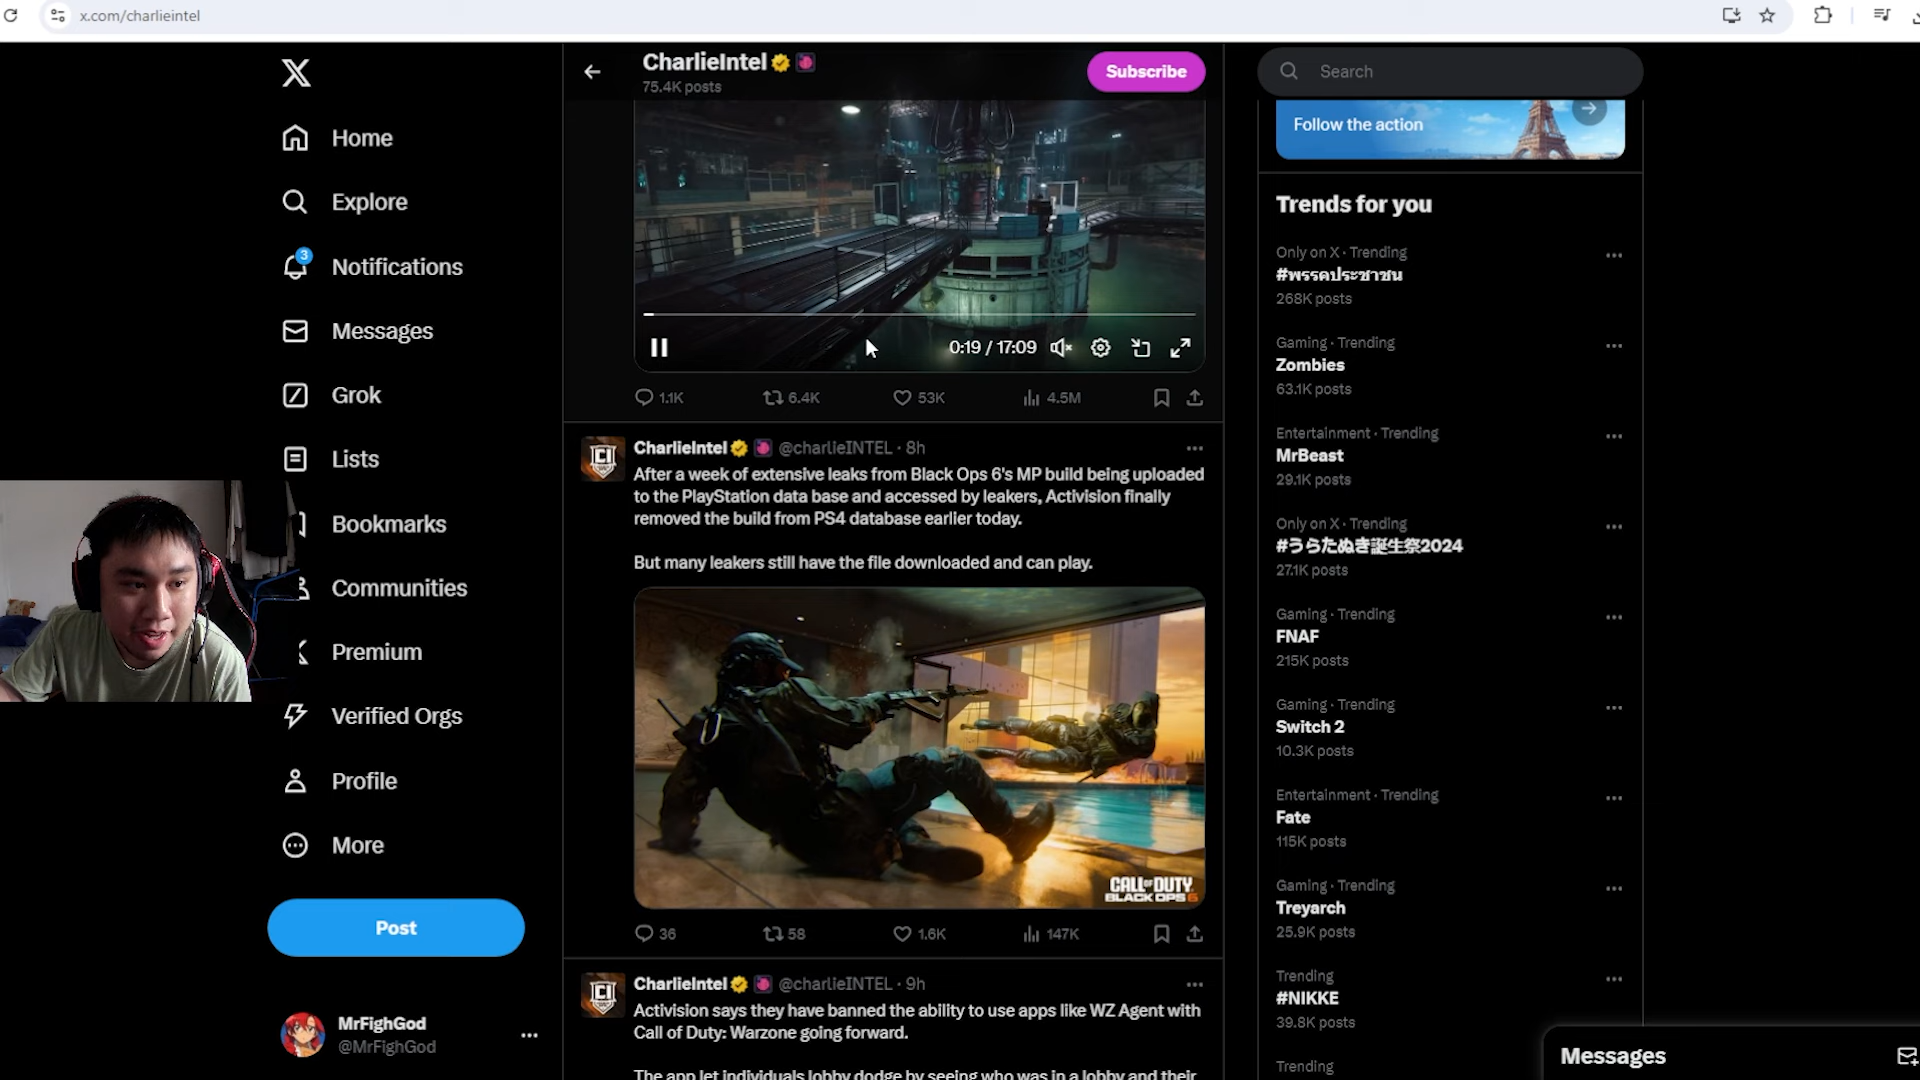 x.com/charlieintel
CharlieIntel
75.4K posts
Subscribe
Search
Follow the action
Home
Explore
3
Notifications
Messages
Grok
Lists
Bookmarks
Communities
Premium
Verified Orgs
Profile
More
Post
MrFighGod
@MrFighGod
0:19 / 17:09
1.1K
6.4K
53K
4.5M
CharlieIntel @charlieINTEL · 8h
After a week of extensive leaks from Black Ops 6's MP build being uploaded
to the PlayStation data base and accessed by leakers, Activision finally
removed the build from PS4 database earlier today.
But many leakers still have the file downloaded and can play.
CALL OF DUTY
BLACK OPS 6
36
58
1.6K
147K
CharlieIntel @charlieINTEL · 9h
Activision says they have banned the ability to use apps like WZ Agent with
Call of Duty: Warzone going forward.
The app let individuals lobby dodge by seeing who was in a lobby and their
Trends for you
Only on X · Trending
#พรรคประชาชน
268K posts
Gaming · Trending
Zombies
63.1K posts
Entertainment · Trending
MrBeast
29.1K posts
Only on X · Trending
#うらたぬき誕生祭2024
27.1K posts
Gaming · Trending
FNAF
215K posts
Gaming · Trending
Switch 2
10.3K posts
Entertainment · Trending
Fate
115K posts
Gaming · Trending
Treyarch
25.9K posts
Trending
#NIKKE
39.8K posts
Trending
Messages